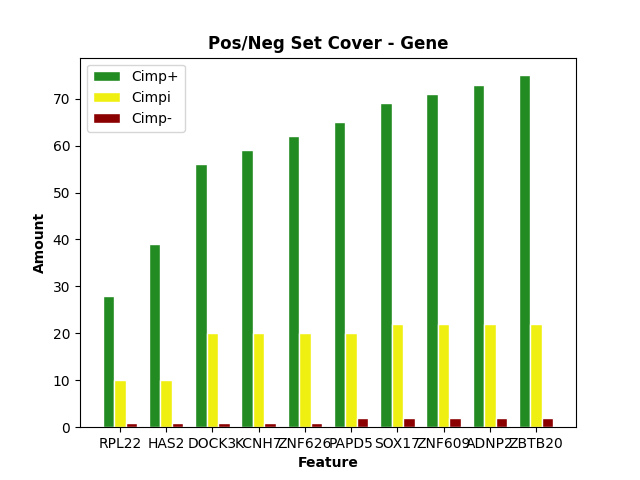 Pos/Neg Set Cover - Gene
Cimp+
Cimpi
Cimp-
Amount
70
60
50
40
30
20
10
0
RPL22 HAS2 DOCK3 KCNH7 ZNF626 PAPD5 SOX17 ZNF609 ADNP2 ZBTB20
Feature